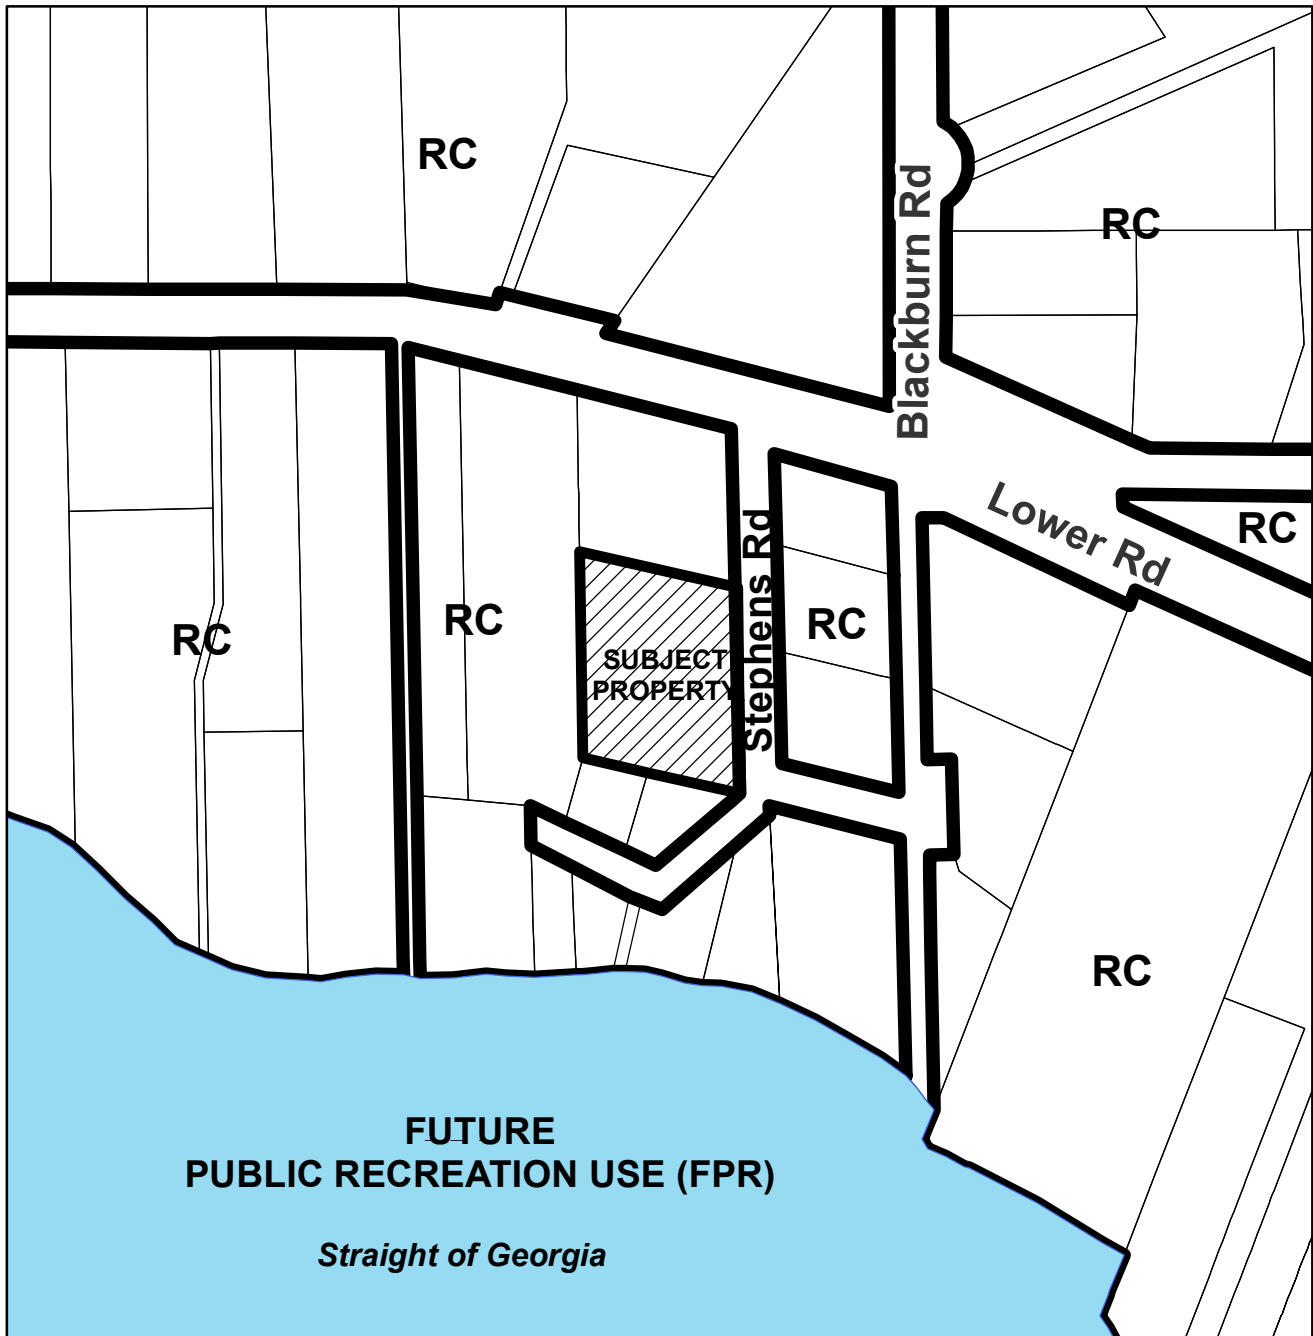 RC
Blackburn Rd
RC
Lower Rd
RC
Stephens Rd
RC
RC
RC
SUBJECT
PROPERTY
RC
FUTURE
PUBLIC RECREATION USE (FPR)
Straight of Georgia